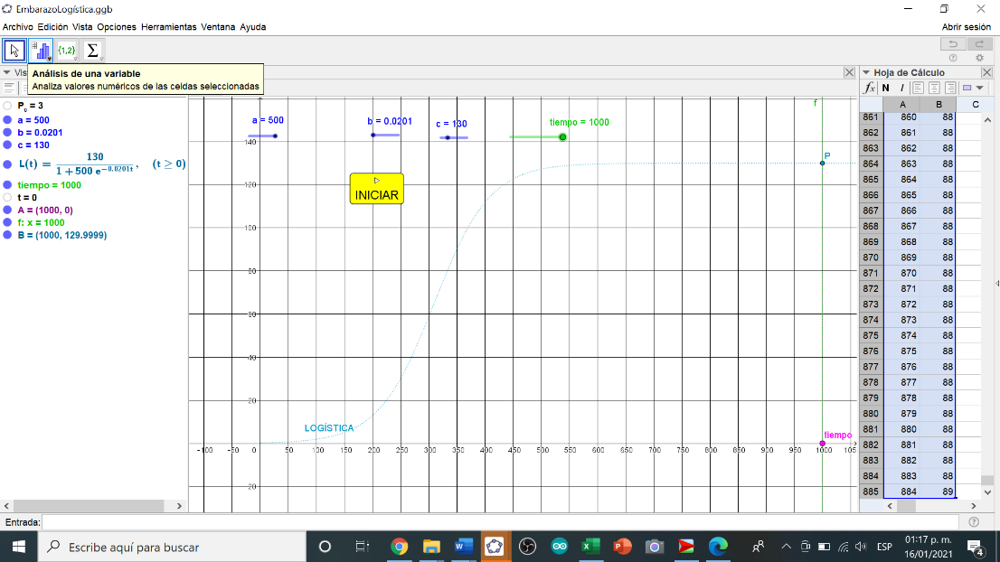 EmbarazoLogística.ggb
Archivo Edición Vista Opciones Herramientas Ventana Ayuda
Abrir sesión
{1,2} Σ
Análisis de una variable
Analiza valores numéricos de las celdas seleccionadas
Vis
Hoja de Cálculo
fx N I
P₀ = 3
a = 500
b = 0.0201
c = 130
L(t) = 130 / (1 + 500 e^(−0.0201t)), (t ≥ 0)
tiempo = 1000
t = 0
A = (1000, 0)
f: x = 1000
B = (1000, 129.9999)
a = 500
b = 0.0201
c = 130
tiempo = 1000
f
INICIAR
P
LOGÍSTICA
tiempo
140
120
100
80
60
40
20
-100 -50 0 50 100 150 200 250 300 350 400 450 500 550 600 650 700 750 800 850 900 950 1000 105
20
A B C
861 860 88
862 861 88
863 862 88
864 863 88
865 864 88
866 865 88
867 866 88
868 867 88
869 868 88
870 869 88
871 870 88
872 871 88
873 872 88
874 873 88
875 874 88
876 875 88
877 876 88
878 877 88
879 878 88
880 879 88
881 880 88
882 881 88
883 882 88
884 883 88
885 884 89
Entrada:
Escribe aquí para buscar
ESP
01:17 p. m.
16/01/2021
4